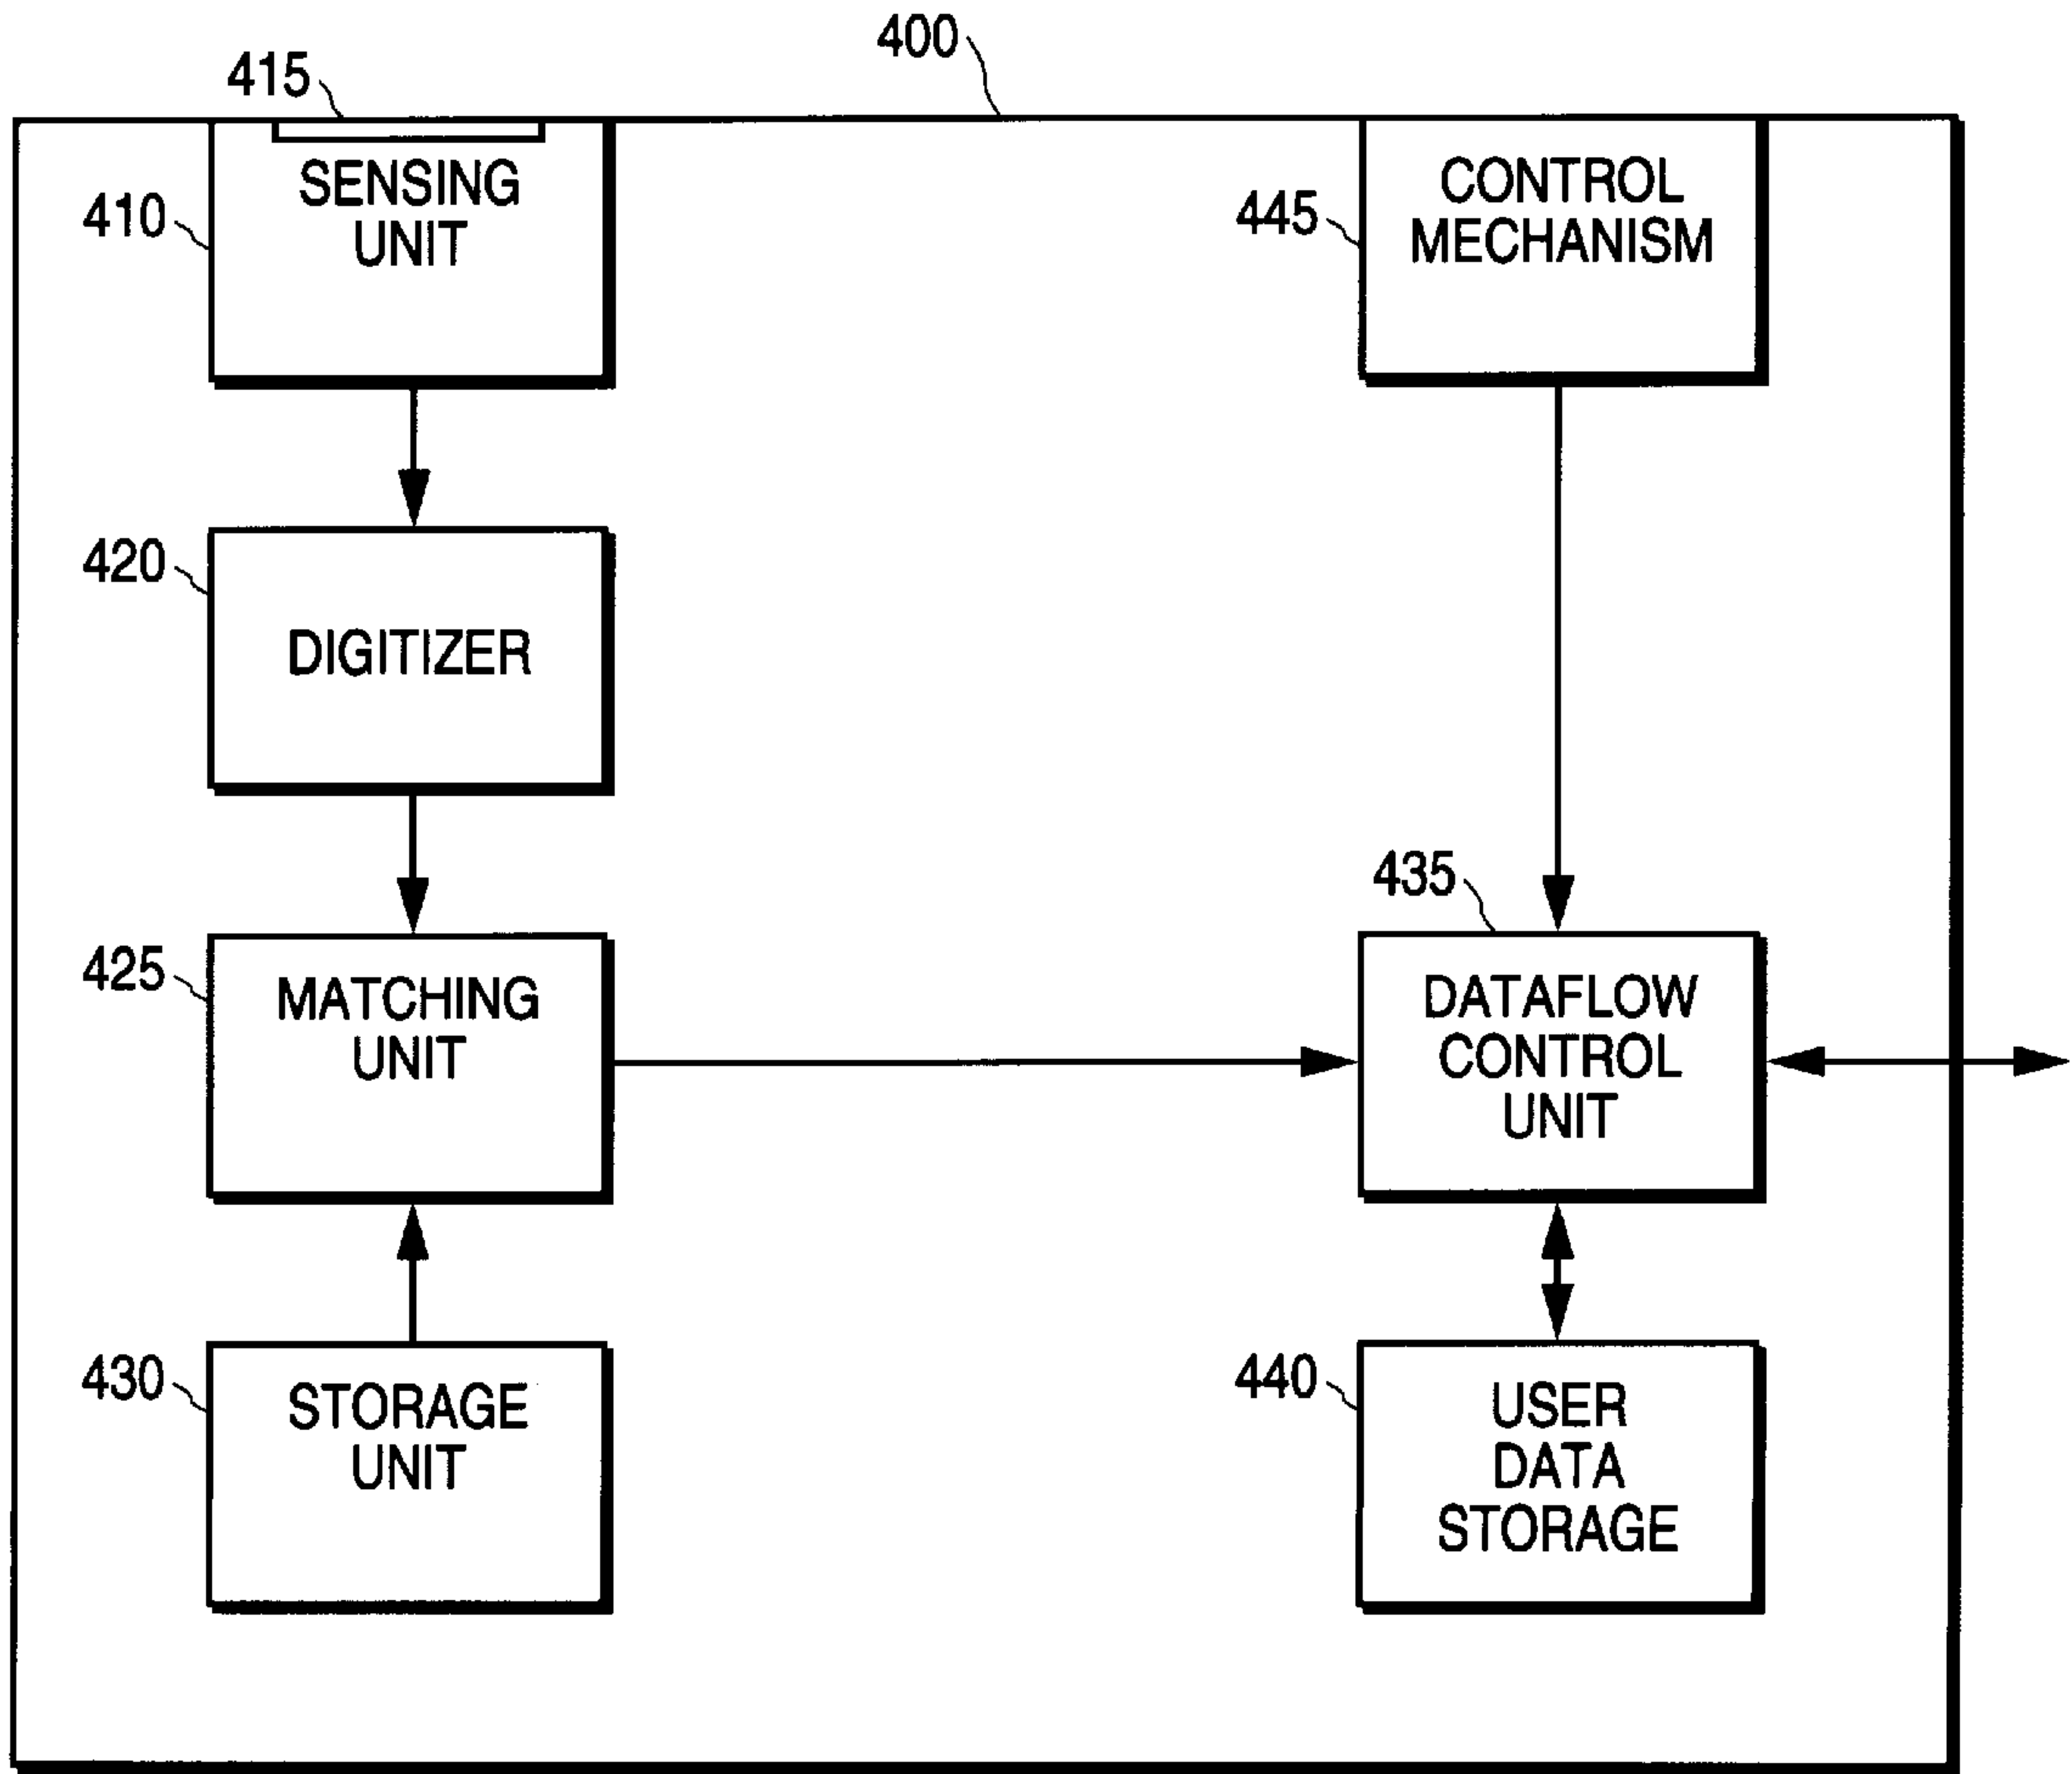 400
415
SENSING
UNIT
410
CONTROL
MECHANISM
445
420
DIGITIZER
435
425
MATCHING
UNIT
DATAFLOW
CONTROL
UNIT
430
STORAGE
UNIT
440
USER
DATA
STORAGE